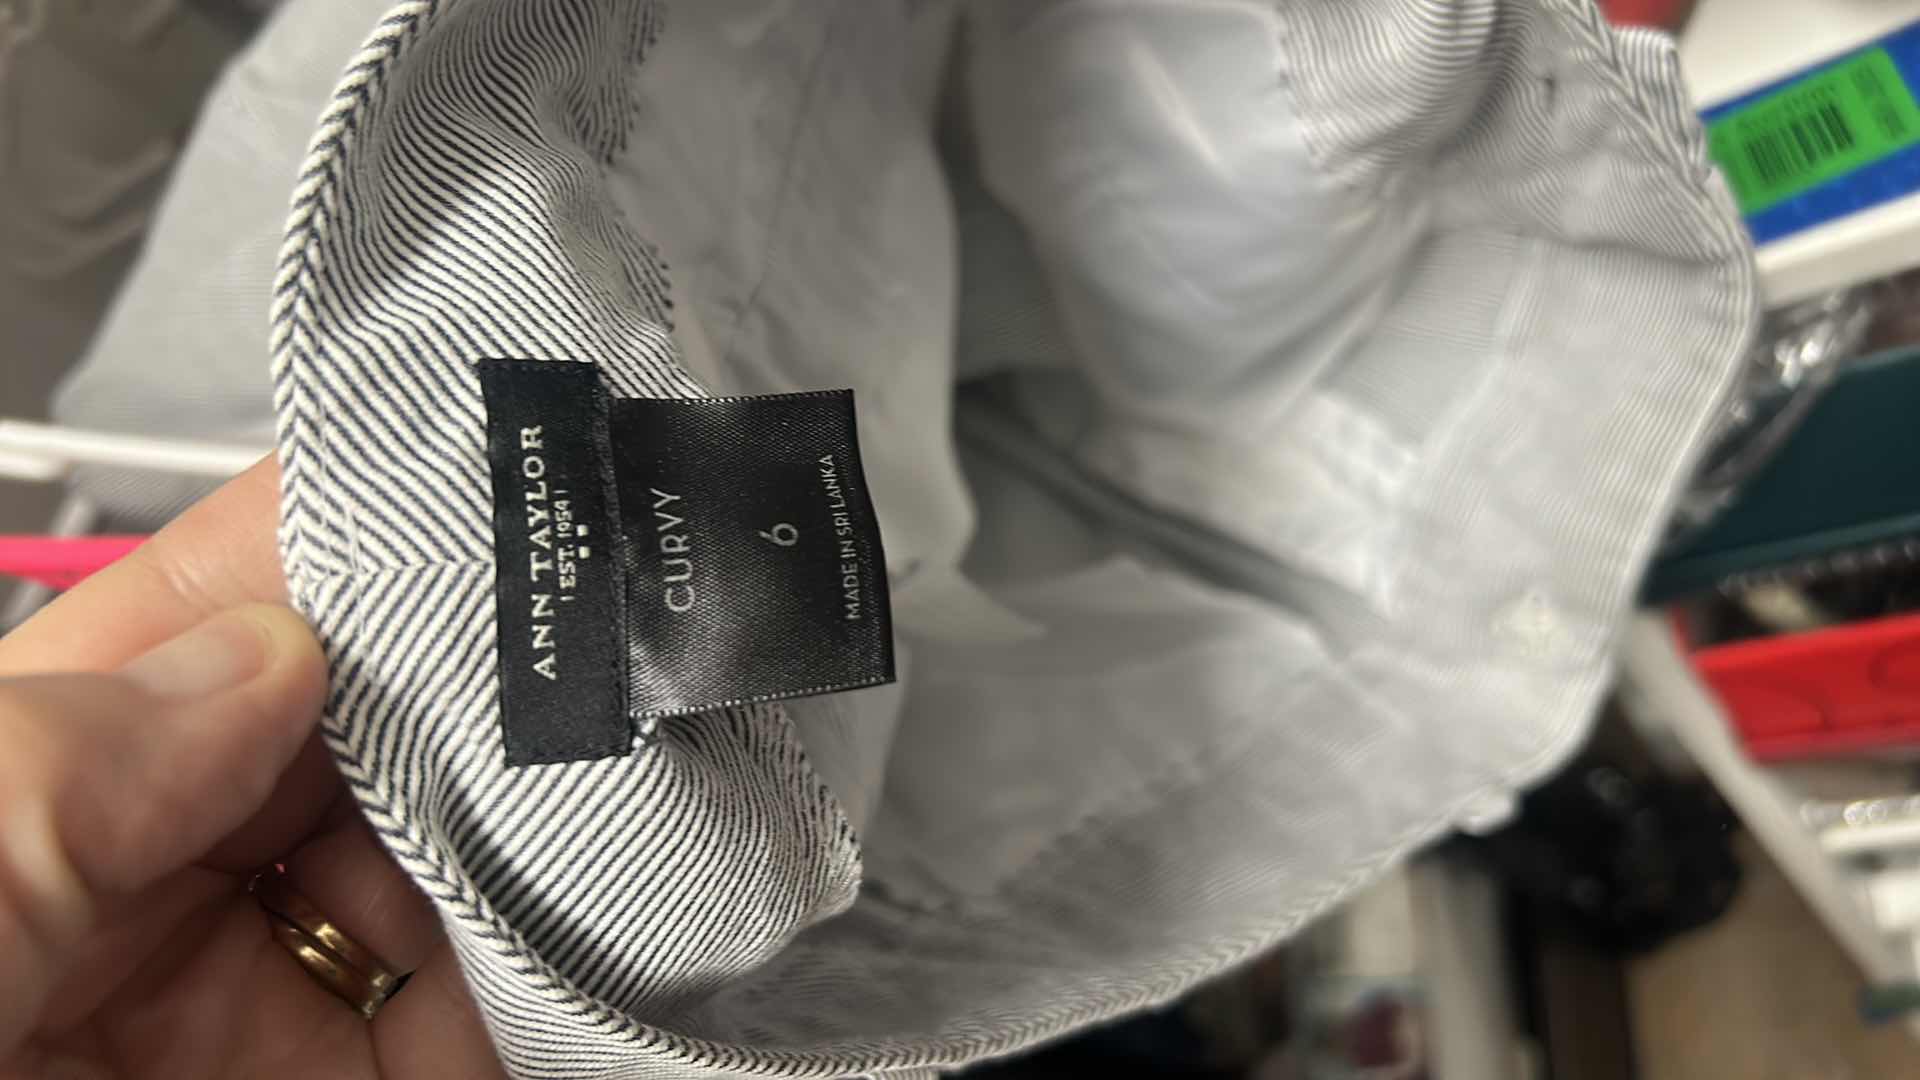 ANN TAYLOR
EST. 1954
CURVY
6
MADE IN SRI LANKA